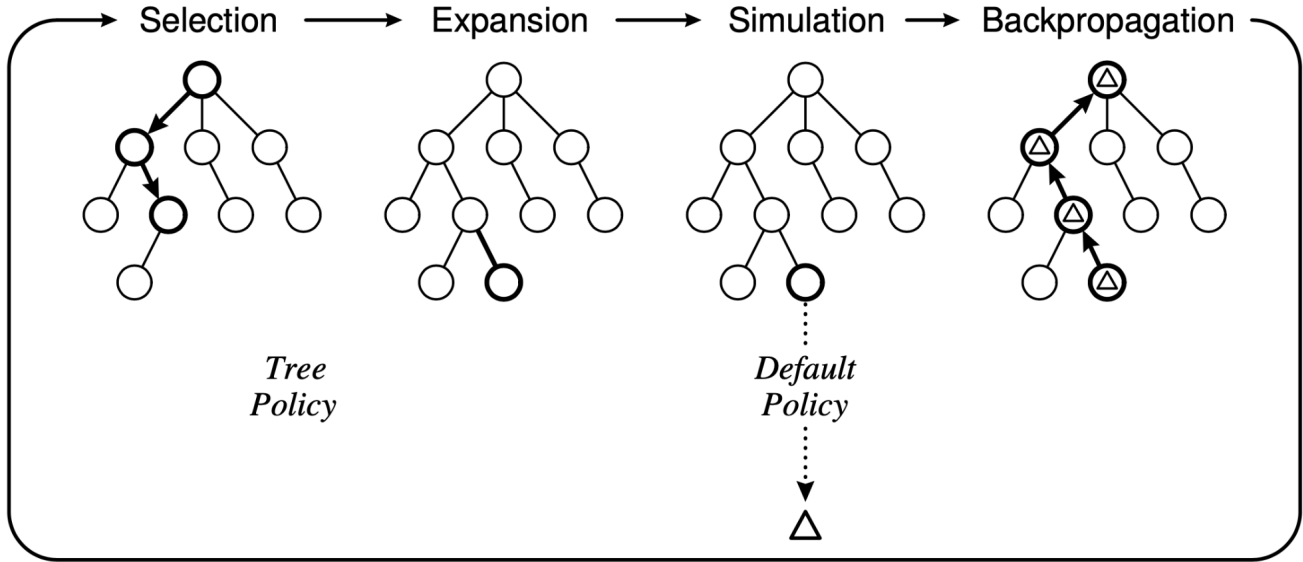 Selection
Expansion
Simulation
Backpropagation
Tree
Policy
Default
Policy